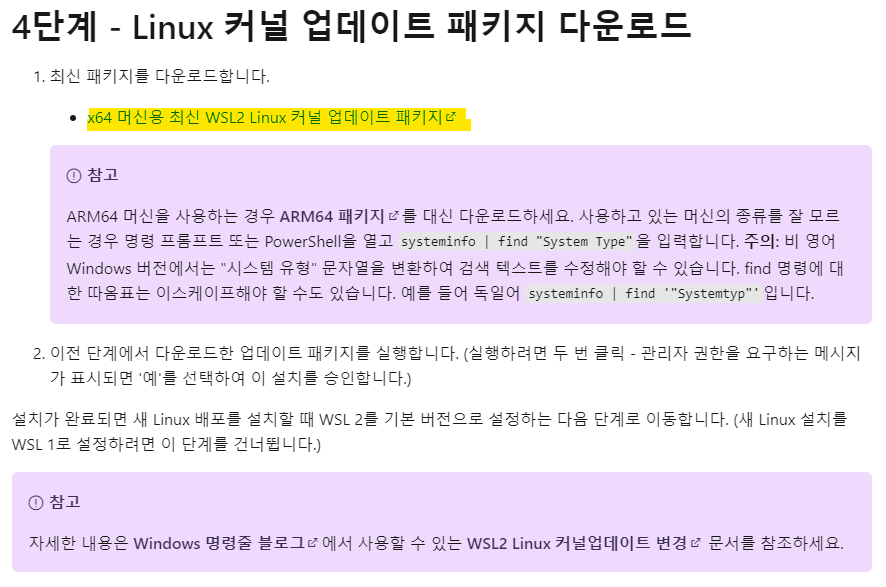 4단계 - Linux 커널 업데이트 패키지 다운로드
1. 최신 패키지를 다운로드합니다.
• x64 머신용 최신 WSL2 Linux 커널 업데이트 패키지
참고
ARM64 머신을 사용하는 경우 ARM64 패키지를 대신 다운로드하세요. 사용하고 있는 머신의 종류를 잘 모르
는 경우 명령 프롬프트 또는 PowerShell을 열고 systeminfo | find "System Type"을 입력합니다. 주의: 비 영어
Windows 버전에서는 "시스템 유형" 문자열을 변환하여 검색 텍스트를 수정해야 할 수 있습니다. find 명령에 대
한 따옴표는 이스케이프해야 할 수도 있습니다. 예를 들어 독일어 systeminfo | find '"Systemtyp"'입니다.
2. 이전 단계에서 다운로드한 업데이트 패키지를 실행합니다. (실행하려면 두 번 클릭 - 관리자 권한을 요구하는 메시지
가 표시되면 '예'를 선택하여 이 설치를 승인합니다.)
설치가 완료되면 새 Linux 배포를 설치할 때 WSL 2를 기본 버전으로 설정하는 다음 단계로 이동합니다. (새 Linux 설치를
WSL 1로 설정하려면 이 단계를 건너뜁니다.)
참고
자세한 내용은 Windows 명령줄 블로그에서 사용할 수 있는 WSL2 Linux 커널업데이트 변경 문서를 참조하세요.